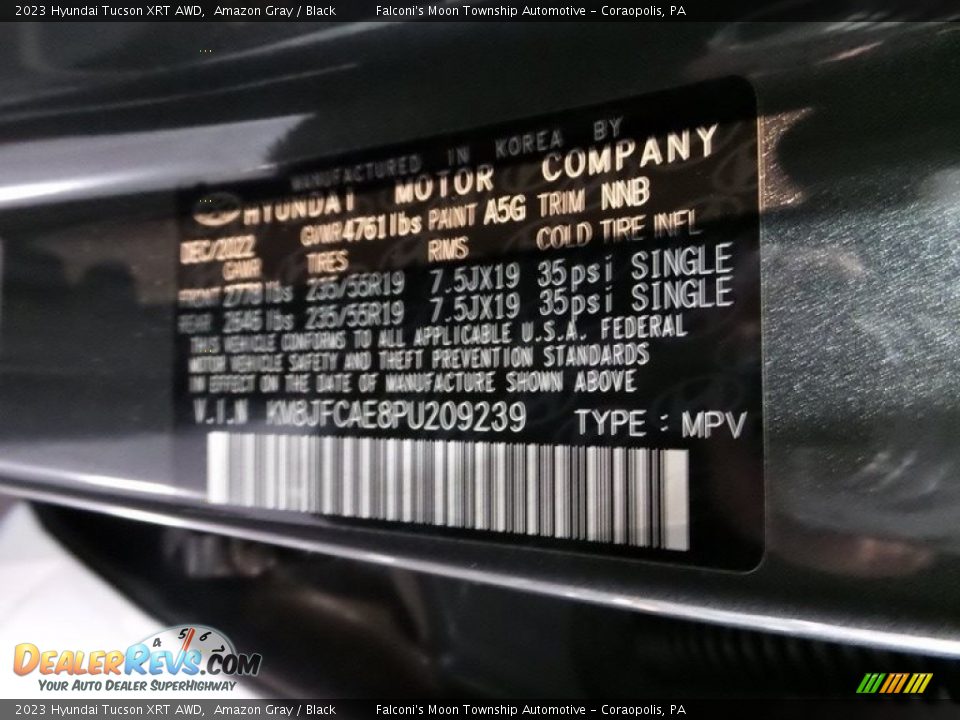 2023 Hyundai Tucson XRT AWD, Amazon Gray / Black Falconi's Moon Township Automotive - Coraopolis, PA
MANUFACTURED IN KOREA BY
HYUNDAI MOTOR COMPANY
DEC/2022 GVWR 4761lbs PAINT A5G TRIM NNB
GAWR TIRES RIMS COLD TIRE INFL
FRONT 2778 lbs 235/55R19 7.5JX19 35psi SINGLE
REAR 2646 lbs 235/55R19 7.5JX19 35psi SINGLE
THIS VEHICLE CONFORMS TO ALL APPLICABLE U.S.A. FEDERAL
MOTOR VEHICLE SAFETY AND THEFT PREVENTION STANDARDS
IN EFFECT ON THE DATE OF MANUFACTURE SHOWN ABOVE
V.I.N KM8JFCAE8PU209239 TYPE : MPV
4 5 6
DEALERREVS.COM
YOUR AUTO DEALER SUPERHIGHWAY
2023 Hyundai Tucson XRT AWD, Amazon Gray / Black Falconi's Moon Township Automotive - Coraopolis, PA